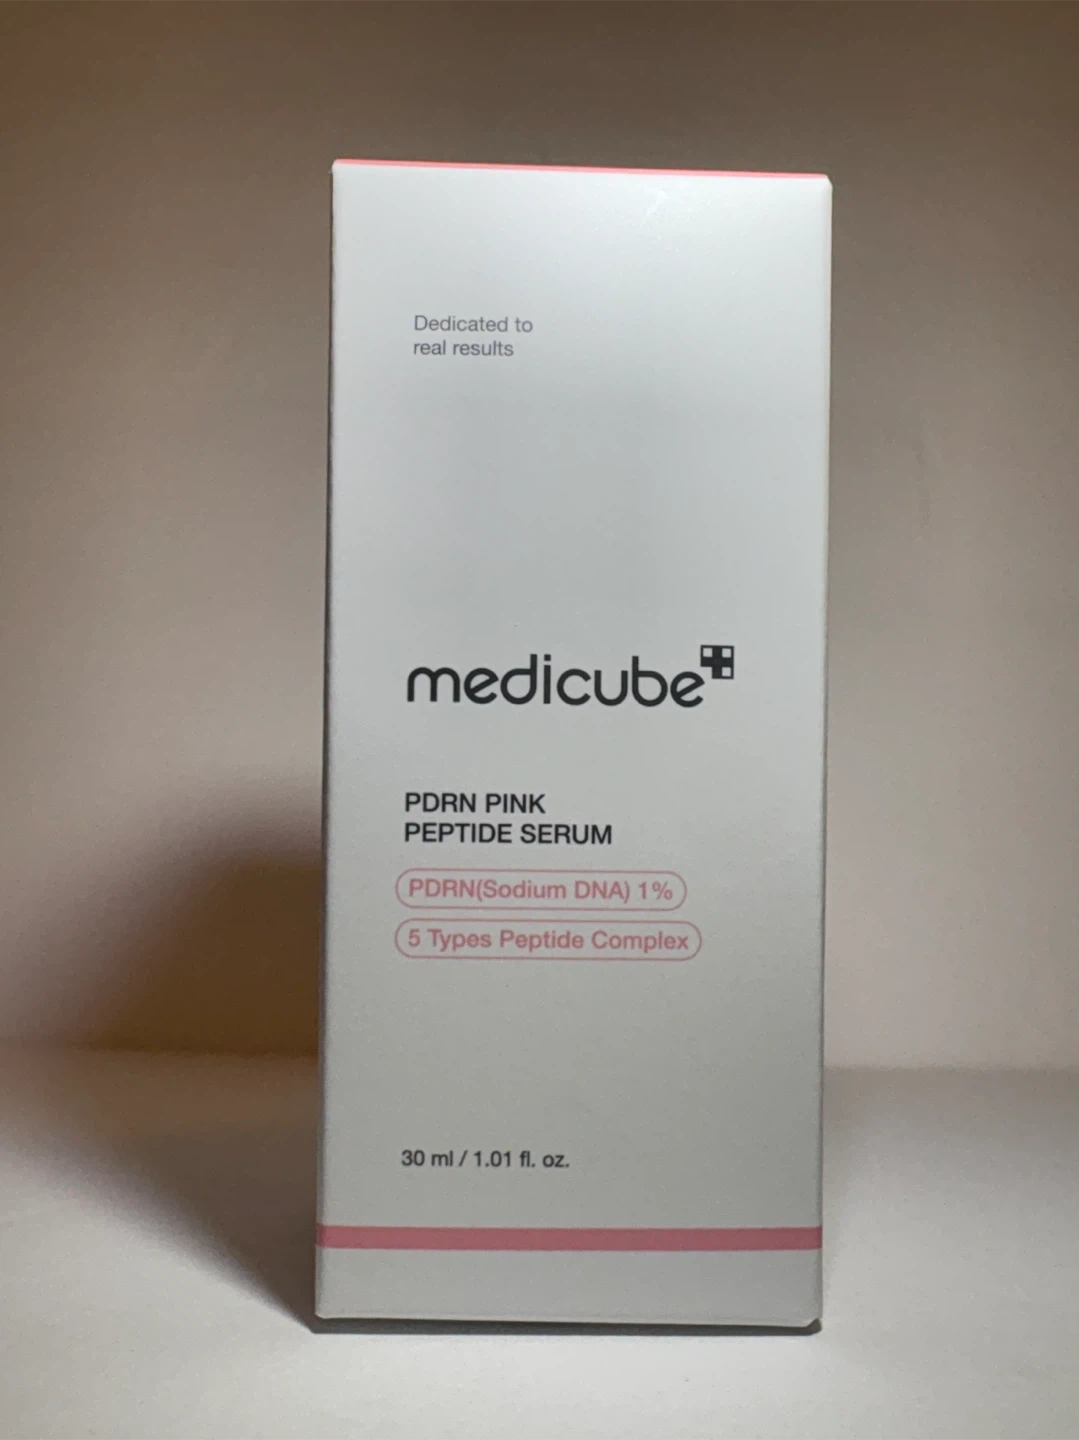 Dedicated to
real results
medicube
PDRN PINK
PEPTIDE SERUM
PDRN(Sodium DNA) 1%
5 Types Peptide Complex
30 ml / 1.01 fl. oz.